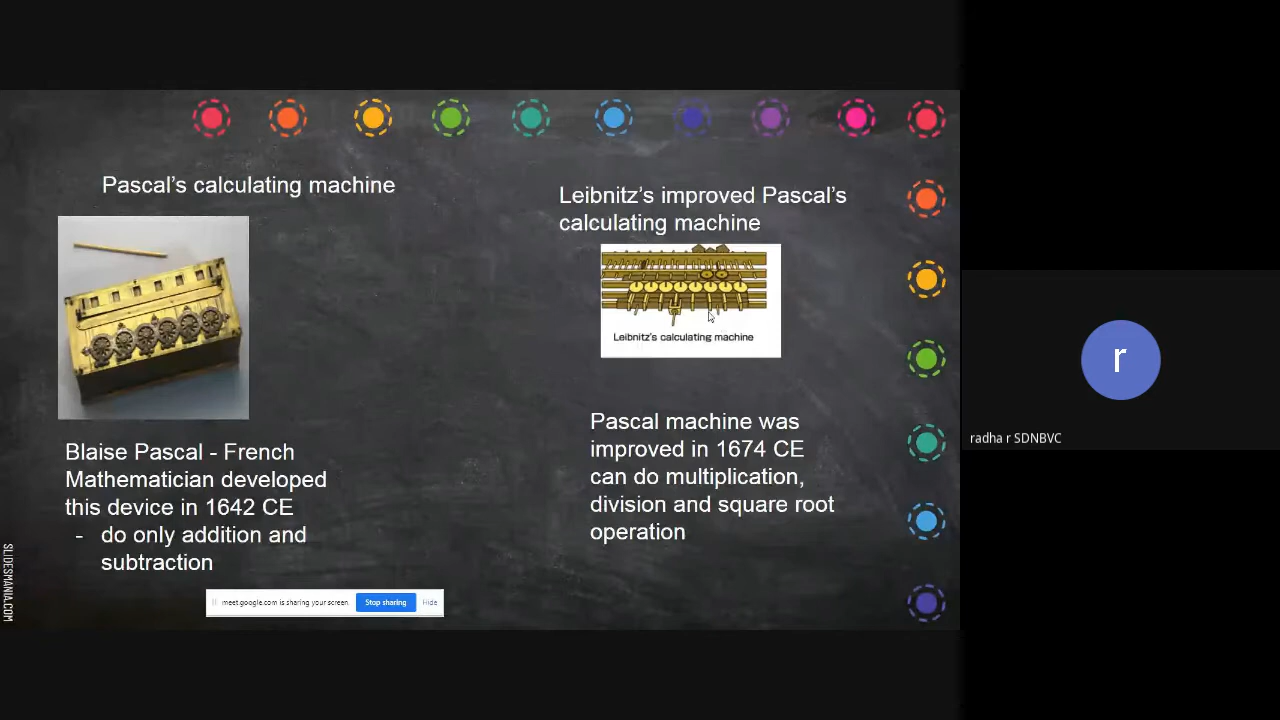 Pascal’s calculating machine
Blaise Pascal - French
Mathematician developed
this device in 1642 CE
- do only addition and
subtraction
Leibnitz’s improved Pascal’s
calculating machine
Leibnitz's calculating machine
Pascal machine was
improved in 1674 CE
can do multiplication,
division and square root
operation
SLIDESMANIA.COM
meet.google.com is sharing your screen. Stop sharing Hide
r
radha r SDNBVC